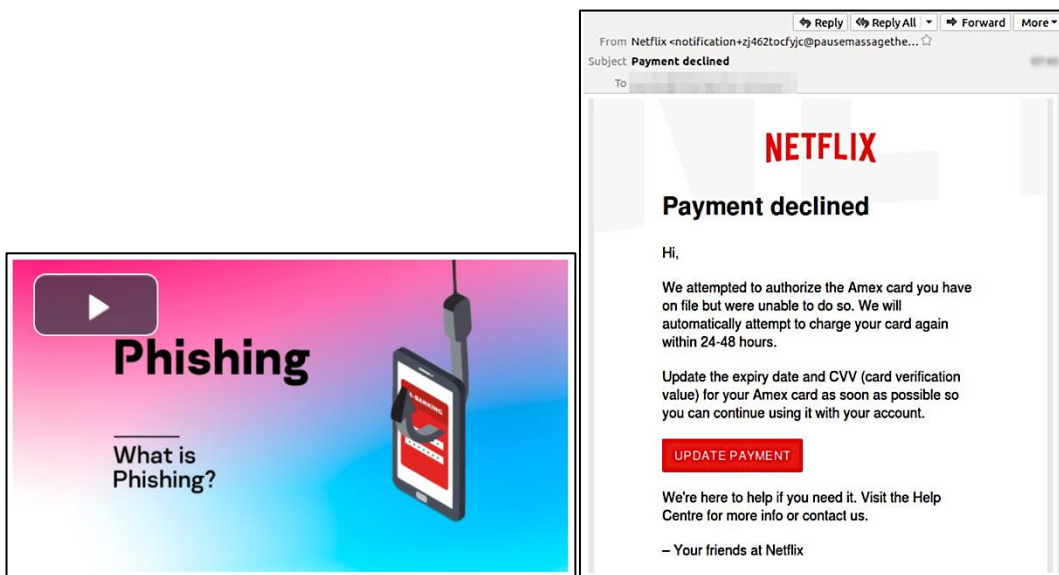 Phishing
What is
Phishing?
E-BANKING
Reply Reply All Forward More
From Netflix <notification+zj462tocfyjc@pausemassagethe...
Subject Payment declined
To
NETFLIX
Payment declined
Hi,
We attempted to authorize the Amex card you have
on file but were unable to do so. We will
automatically attempt to charge your card again
within 24-48 hours.
Update the expiry date and CVV (card verification
value) for your Amex card as soon as possible so
you can continue using it with your account.
UPDATE PAYMENT
We're here to help if you need it. Visit the Help
Centre for more info or contact us.
– Your friends at Netflix